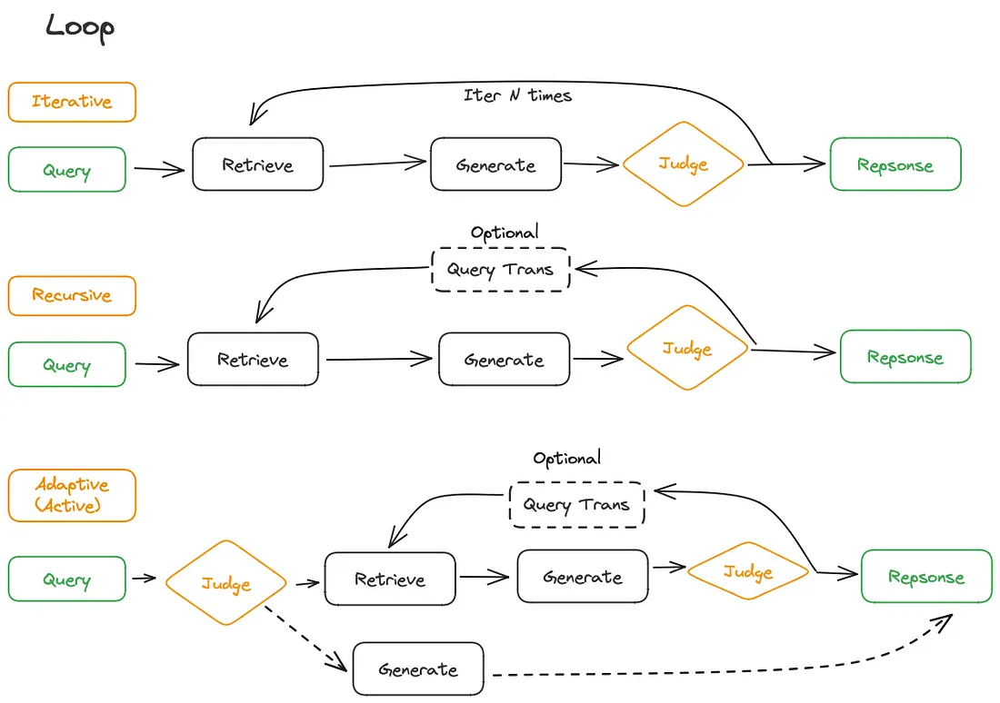 Loop
Iter N times
Iterative
Query
Retrieve
Generate
Judge
Repsonse
Optional
Query Trans
Recursive
Query
Retrieve
Generate
Judge
Repsonse
Optional
Query Trans
Adaptive
(Active)
Query
Judge
Retrieve
Generate
Judge
Repsonse
Generate